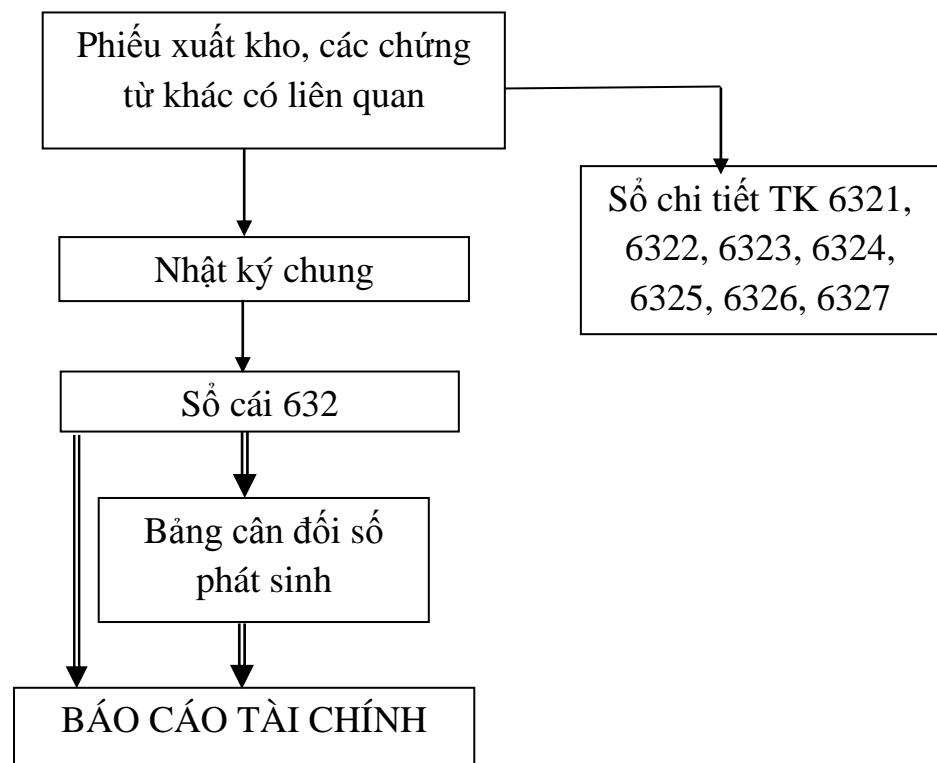 Phiếu xuất kho, các chứng
từ khác có liên quan
Sổ chi tiết TK 6321,
6322, 6323, 6324,
6325, 6326, 6327
Nhật ký chung
Sổ cái 632
Bảng cân đối số
phát sinh
BÁO CÁO TÀI CHÍNH